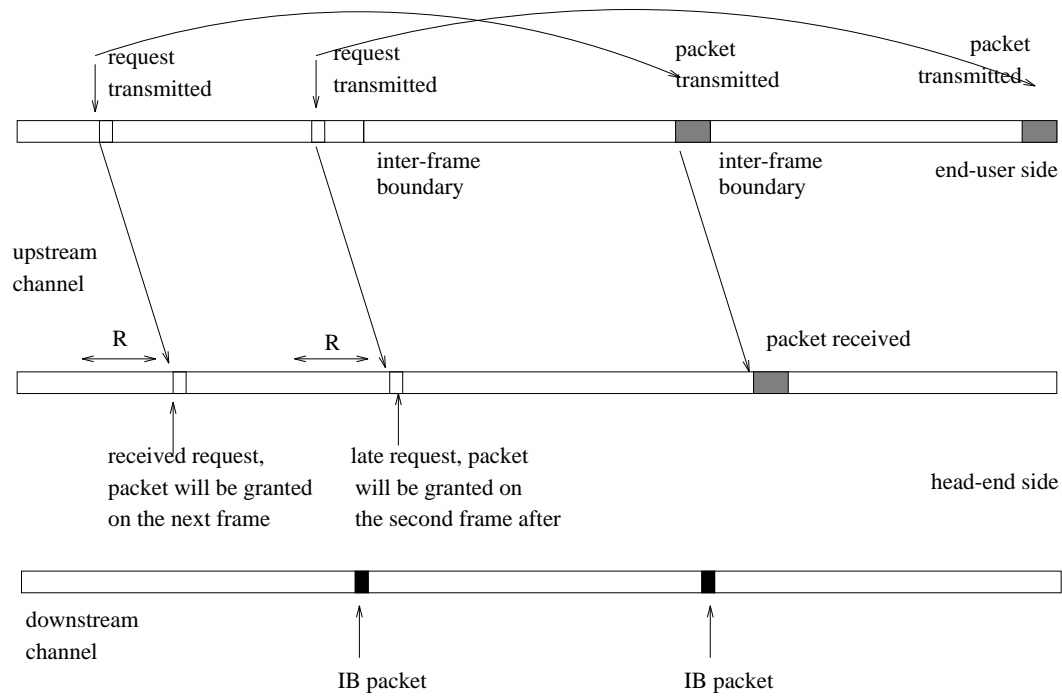 request
transmitted
request
transmitted
packet
transmitted
packet
transmitted
inter-frame
boundary
inter-frame
boundary
end-user side
upstream
channel
R
R
packet received
received request,
packet will be granted
on the next frame
late request, packet
will be granted on
the second frame after
head-end side
downstream
channel
IB packet
IB packet